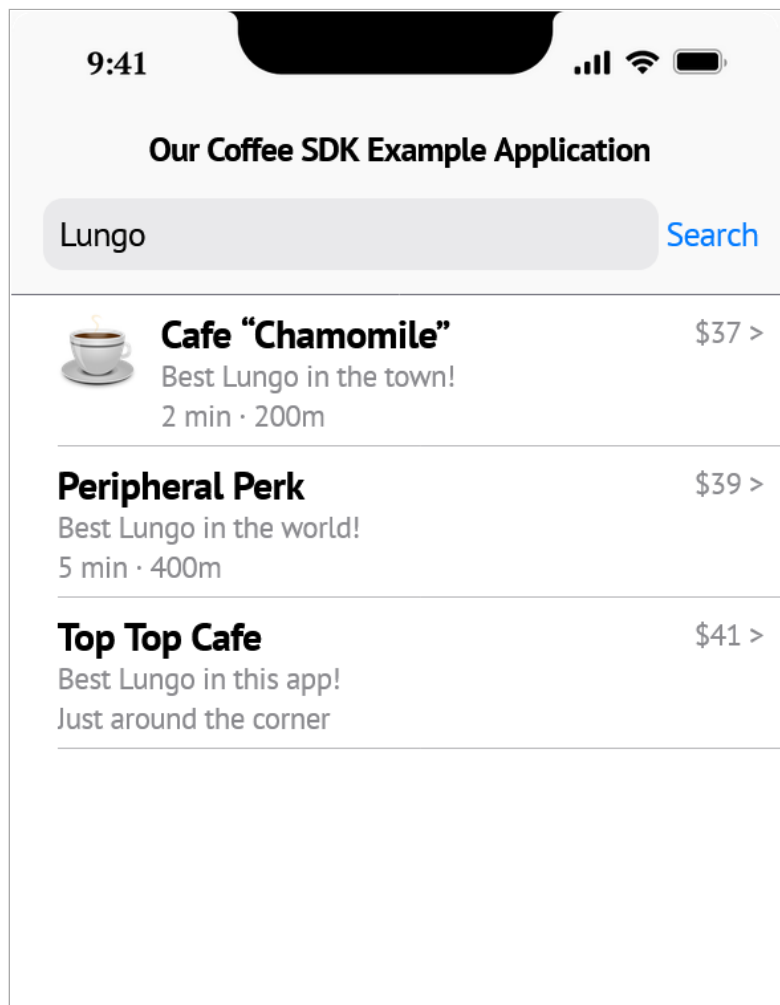 9:41
Our Coffee SDK Example Application
Lungo
Search
Cafe “Chamomile”
$37 >
Best Lungo in the town!
2 min · 200m
Peripheral Perk
$39 >
Best Lungo in the world!
5 min · 400m
Top Top Cafe
$41 >
Best Lungo in this app!
Just around the corner